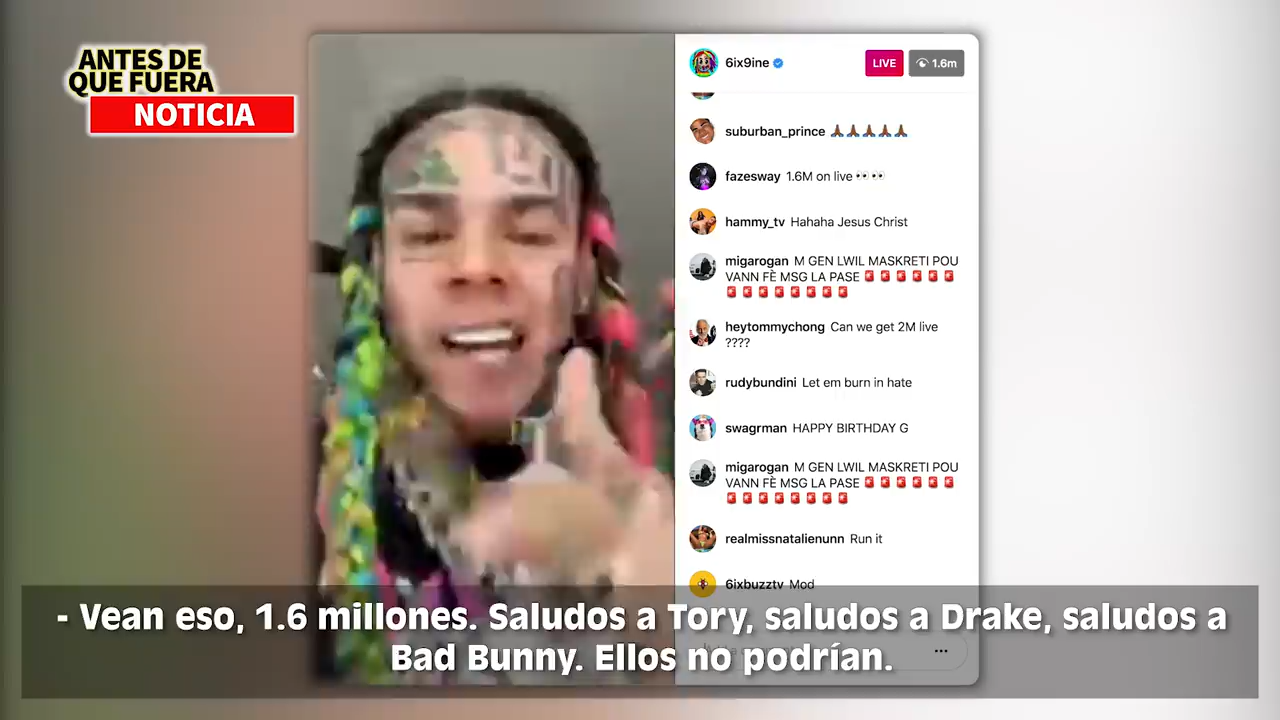 ANTES DE
QUE FUERA
NOTICIA
6ix9ine
LIVE
1.6m
suburban_prince 🙏🏾🙏🏾🙏🏾🙏🏾🙏🏾
fazesway 1.6M on live 👀👀
hammy_tv Hahaha Jesus Christ
migarogan M GEN LWIL MASKRETI POU
VANN FÈ MSG LA PASE 🚨🚨🚨🚨🚨🚨
🚨🚨🚨🚨🚨🚨🚨🚨
heytommychong Can we get 2M live
????
rudybundini Let em burn in hate
swagrman HAPPY BIRTHDAY G
migarogan M GEN LWIL MASKRETI POU
VANN FÈ MSG LA PASE 🚨🚨🚨🚨🚨🚨
🚨🚨🚨🚨🚨🚨🚨🚨
realmissnatalienunn Run it
6ixbuzztv Mod
- Vean eso, 1.6 millones. Saludos a Tory, saludos a Drake, saludos a
Bad Bunny. Ellos no podrían.